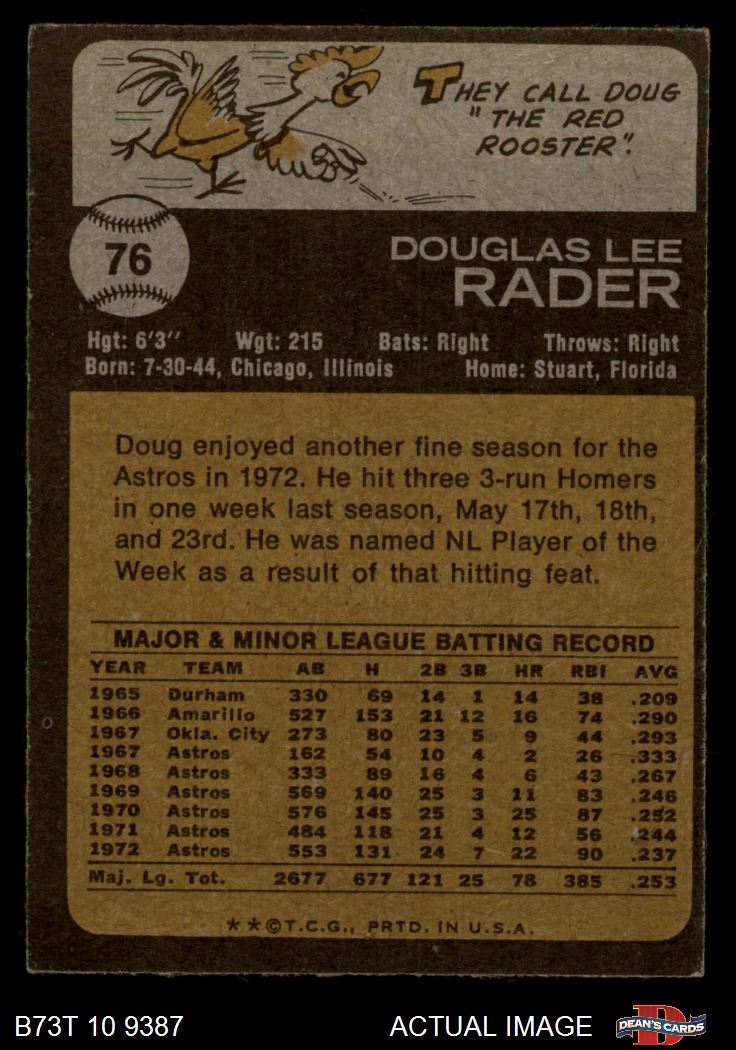 THEY CALL DOUG
"THE RED
ROOSTER".
76
DOUGLAS LEE
RADER
Hgt: 6'3'' Wgt: 215 Bats: Right Throws: Right
Born: 7-30-44, Chicago, Illinois Home: Stuart, Florida
Doug enjoyed another fine season for the
Astros in 1972. He hit three 3-run Homers
in one week last season, May 17th, 18th,
and 23rd. He was named NL Player of the
Week as a result of that hitting feat.
MAJOR & MINOR LEAGUE BATTING RECORD
YEAR TEAM AB H 2B 3B HR RBI AVG
1965 Durham 330 69 14 1 14 38 .209
1966 Amarillo 527 153 21 12 16 74 .290
1967 Okla. City 273 80 23 5 9 44 .293
1967 Astros 162 54 10 4 2 26 .333
1968 Astros 333 89 16 4 6 43 .267
1969 Astros 569 140 25 3 11 83 .246
1970 Astros 576 145 25 3 25 87 .252
1971 Astros 484 118 21 4 12 56 .244
1972 Astros 553 131 24 7 22 90 .237
Maj. Lg. Tot. 2677 677 121 25 78 385 .253
**©T.C.G., PRTD. IN U.S.A.
B73T 10 9387 ACTUAL IMAGE D DEAN'S CARDS